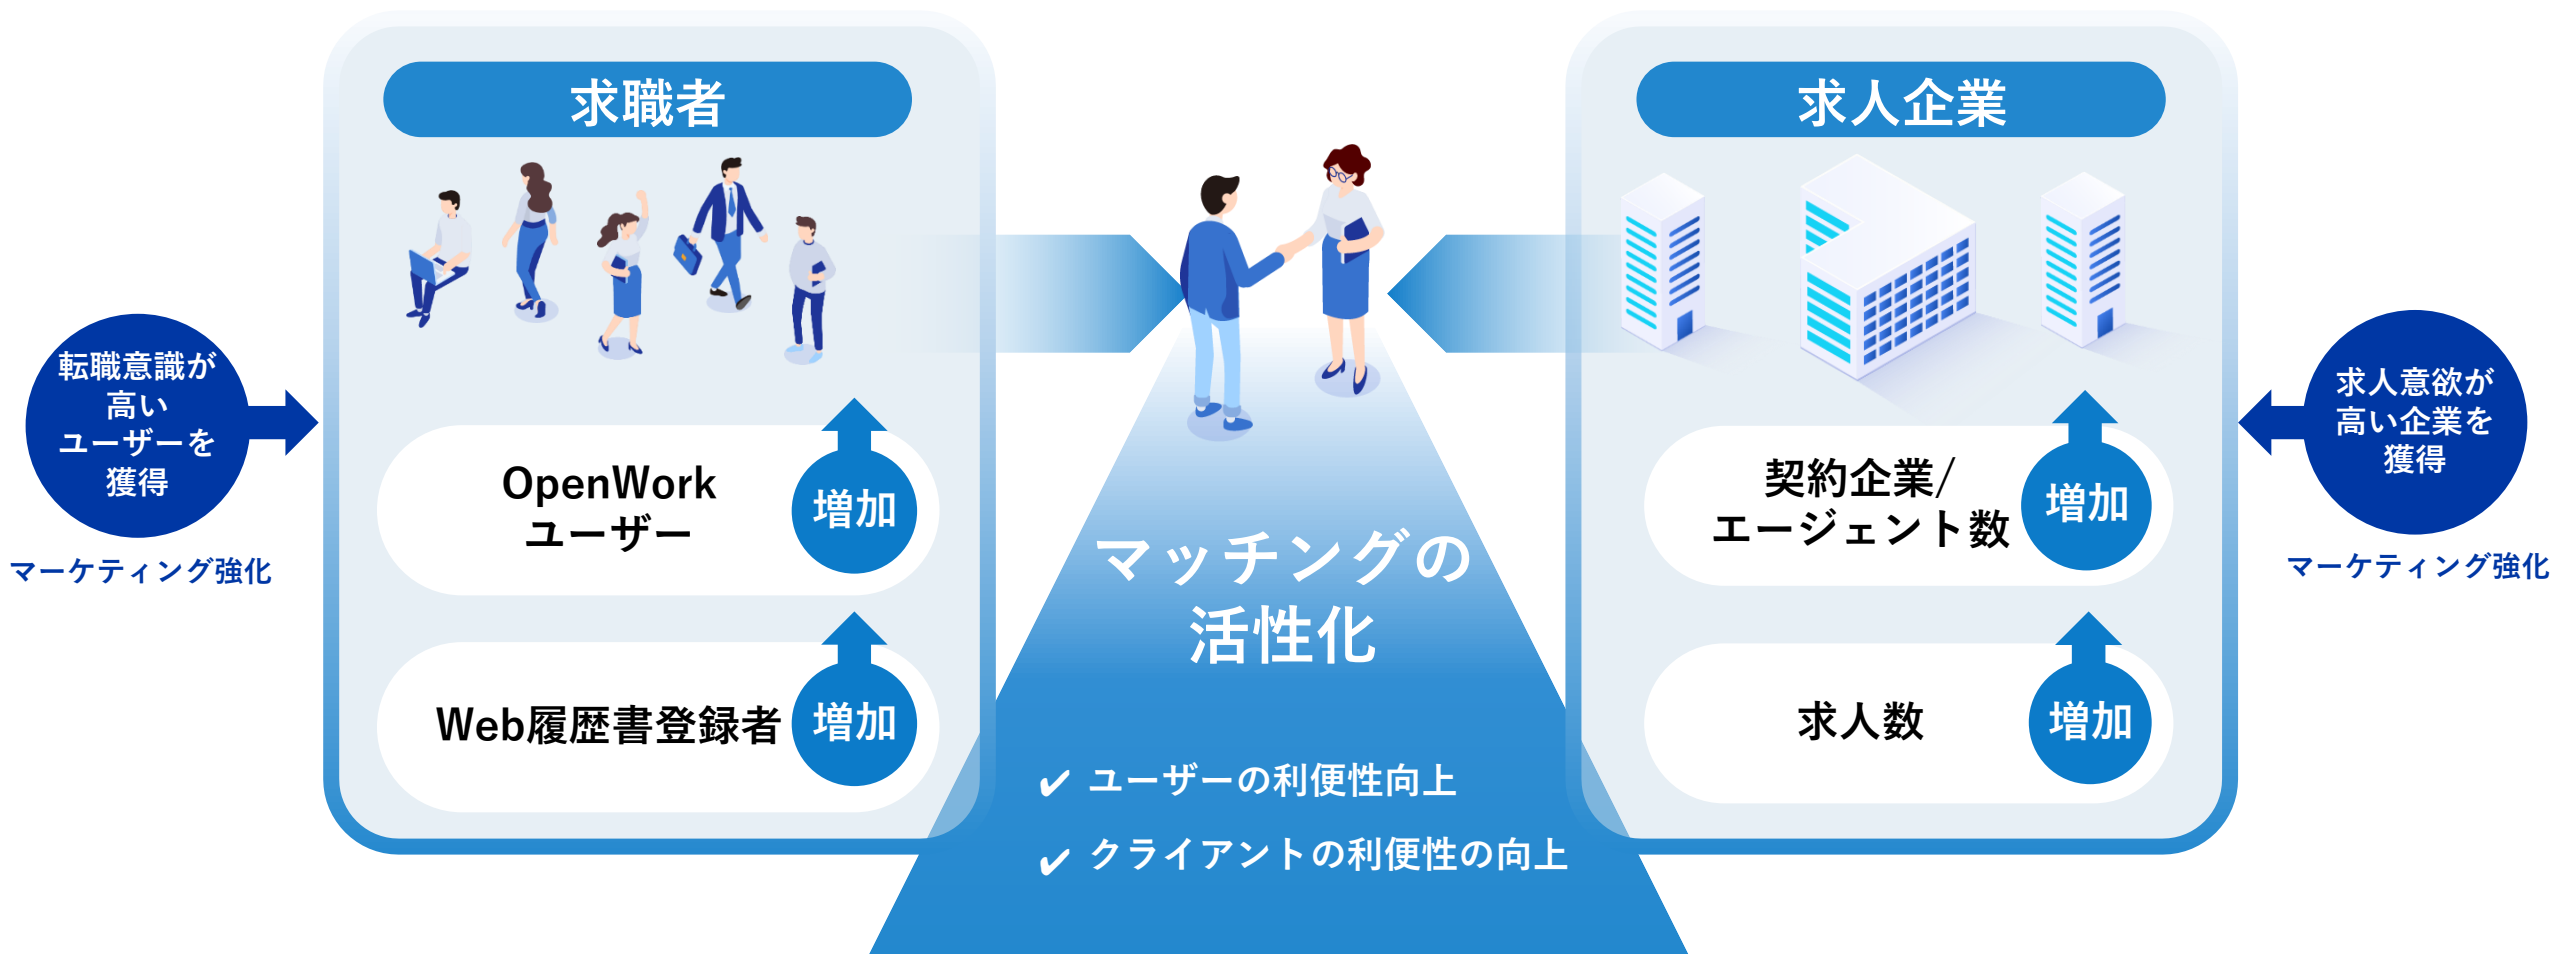 転職意識が
高い
ユーザーを
獲得
マーケティング強化
求職者
OpenWork
ユーザー
増加
Web履歴書登録者
増加
マッチングの
活性化
✔ ユーザーの利便性向上
✔ クライアントの利便性の向上
求人企業
契約企業/
エージェント数
増加
求人数
増加
求人意欲が
高い企業を
獲得
マーケティング強化